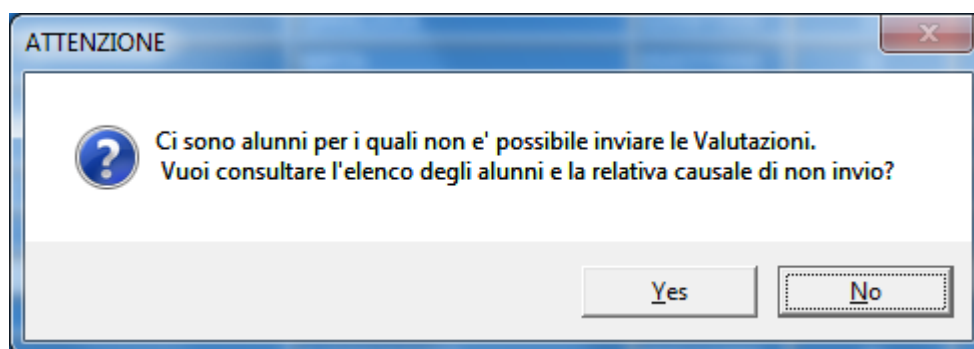 ATTENZIONE
Ci sono alunni per i quali non e' possibile inviare le Valutazioni.
Vuoi consultare l'elenco degli alunni e la relativa causale di non invio?
Yes
No